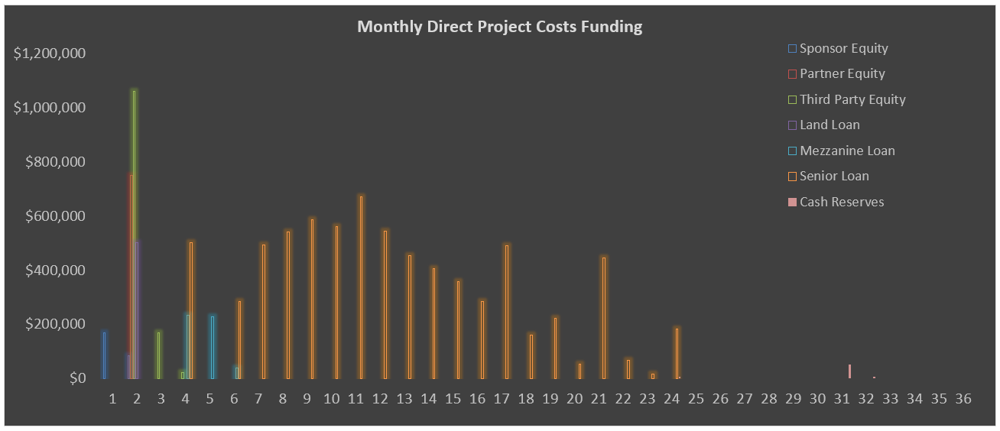 Monthly Direct Project Costs Funding
$1,200,000
$1,000,000
$800,000
$600,000
$400,000
$200,000
$0
Sponsor Equity
Partner Equity
Third Party Equity
Land Loan
Mezzanine Loan
Senior Loan
Cash Reserves
1 2 3 4 5 6 7 8 9 10 11 12 13 14 15 16 17 18 19 20 21 22 23 24 25 26 27 28 29 30 31 32 33 34 35 36